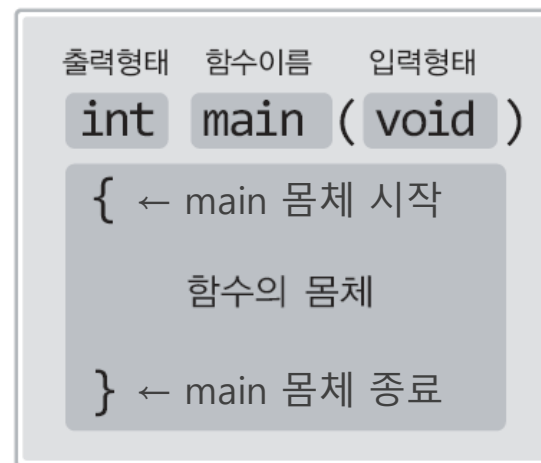 출력형태 함수이름 입력형태
int main ( void )
{ ← main 몸체 시작
함수의 몸체
} ← main 몸체 종료